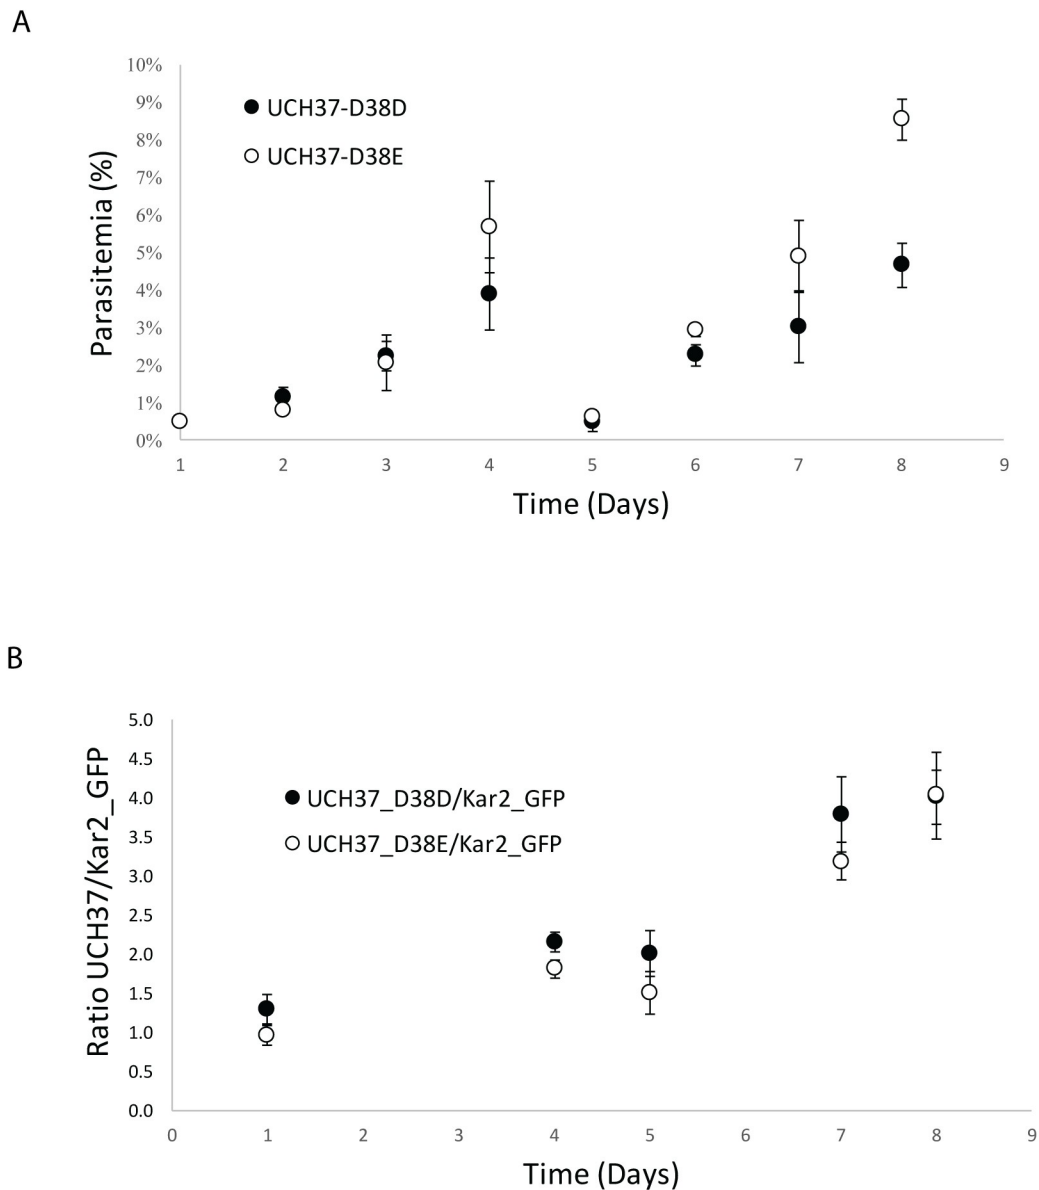 A
10%
9%
8%
7%
6%
5%
4%
3%
2%
1%
0%
Parasitemia (%)
UCH37-D38D
UCH37-D38E
1 2 3 4 5 6 7 8 9
Time (Days)
B
5.0
4.5
4.0
3.5
3.0
2.5
2.0
1.5
1.0
0.5
0.0
Ratio UCH37/Kar2_GFP
UCH37_D38D/Kar2_GFP
UCH37_D38E/Kar2_GFP
0 1 2 3 4 5 6 7 8 9
Time (Days)